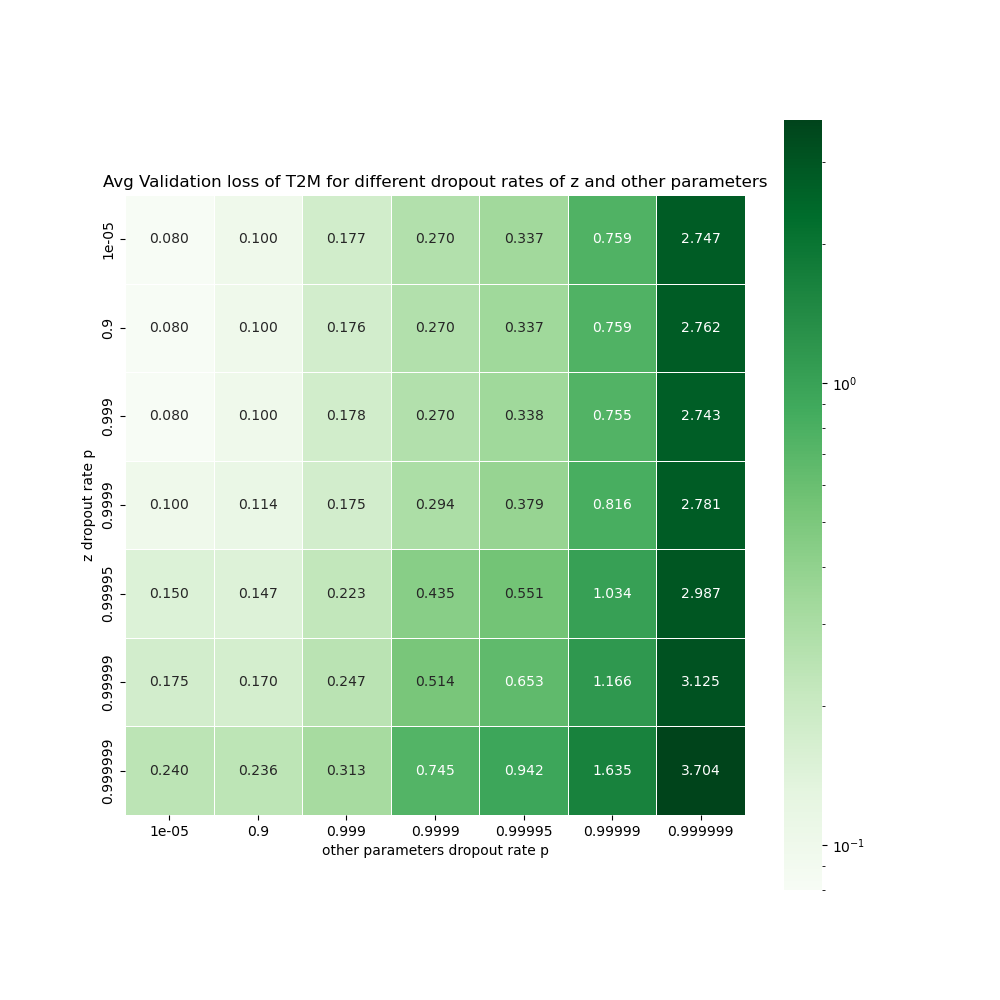 Avg Validation loss of T2M for different dropout rates of z and other parameters
z dropout rate p
1e-05 0.080 0.100 0.177 0.270 0.337 0.759 2.747
0.9 0.080 0.100 0.176 0.270 0.337 0.759 2.762
0.999 0.080 0.100 0.178 0.270 0.338 0.755 2.743
0.9999 0.100 0.114 0.175 0.294 0.379 0.816 2.781
0.99995 0.150 0.147 0.223 0.435 0.551 1.034 2.987
0.99999 0.175 0.170 0.247 0.514 0.653 1.166 3.125
0.999999 0.240 0.236 0.313 0.745 0.942 1.635 3.704
1e-05 0.9 0.999 0.9999 0.99995 0.99999 0.999999
other parameters dropout rate p
10⁰
10⁻¹